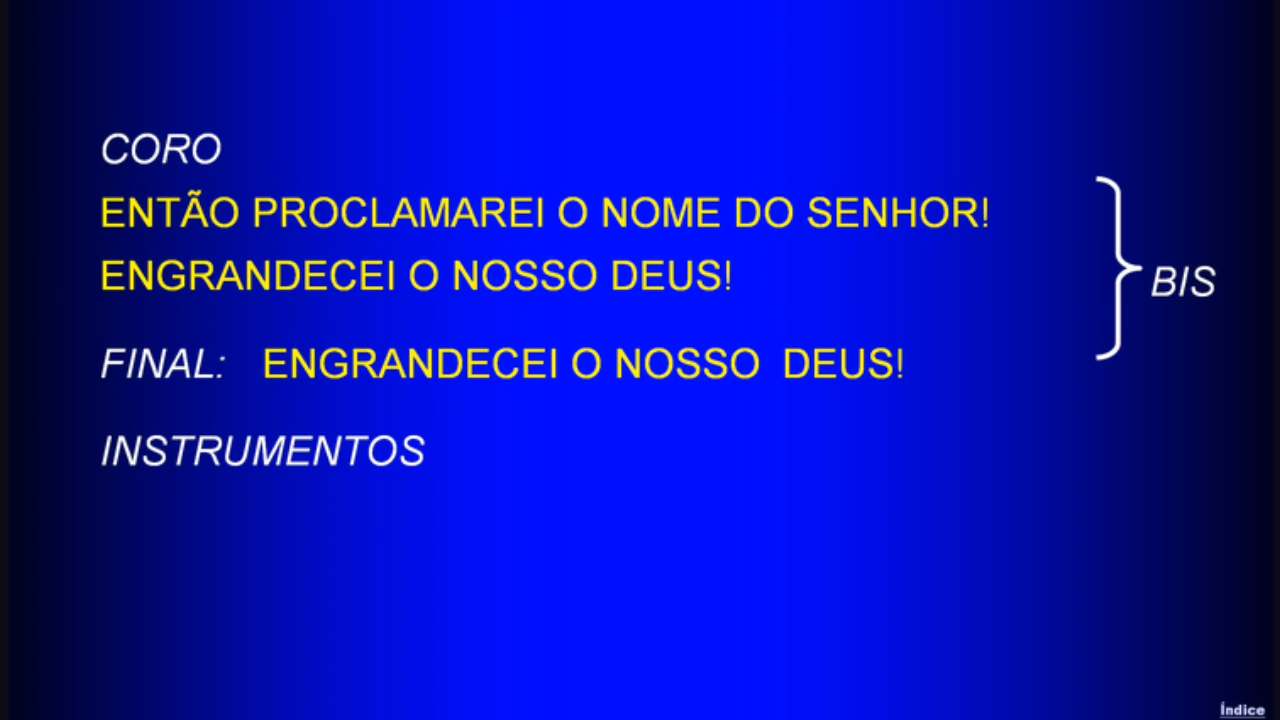 CORO
ENTÃO PROCLAMAREI O NOME DO SENHOR!
ENGRANDECEI O NOSSO DEUS!
BIS
FINAL: ENGRANDECEI O NOSSO DEUS!
INSTRUMENTOS
Índice